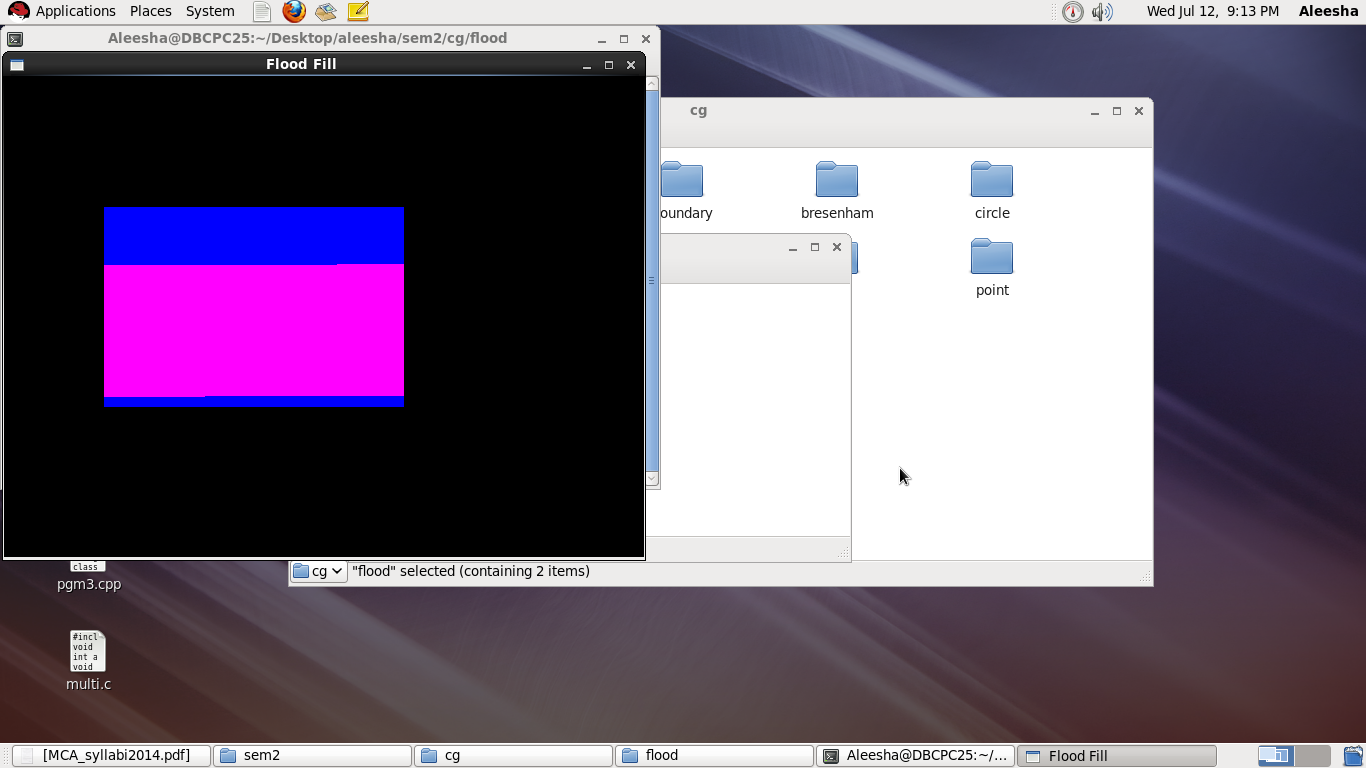 Applications Places System
Wed Jul 12, 9:13 PM Aleesha
Aleesha@DBCPC25:~/Desktop/aleesha/sem2/cg/flood
Flood Fill
cg
oundary
bresenham
circle
point
cg
"flood" selected (containing 2 items)
class
pgm3.cpp
#incl
void
int a
void
multi.c
[MCA_syllabi2014.pdf]
sem2
cg
flood
Aleesha@DBCPC25:~/...
Flood Fill